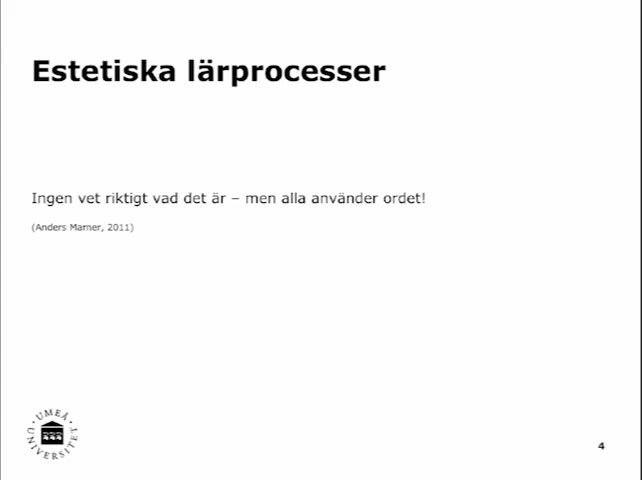 Estetiska lärprocesser
Ingen vet riktigt vad det är – men alla använder ordet!
(Anders Marner, 2011)
UMEÅ UNIVERSITET
4